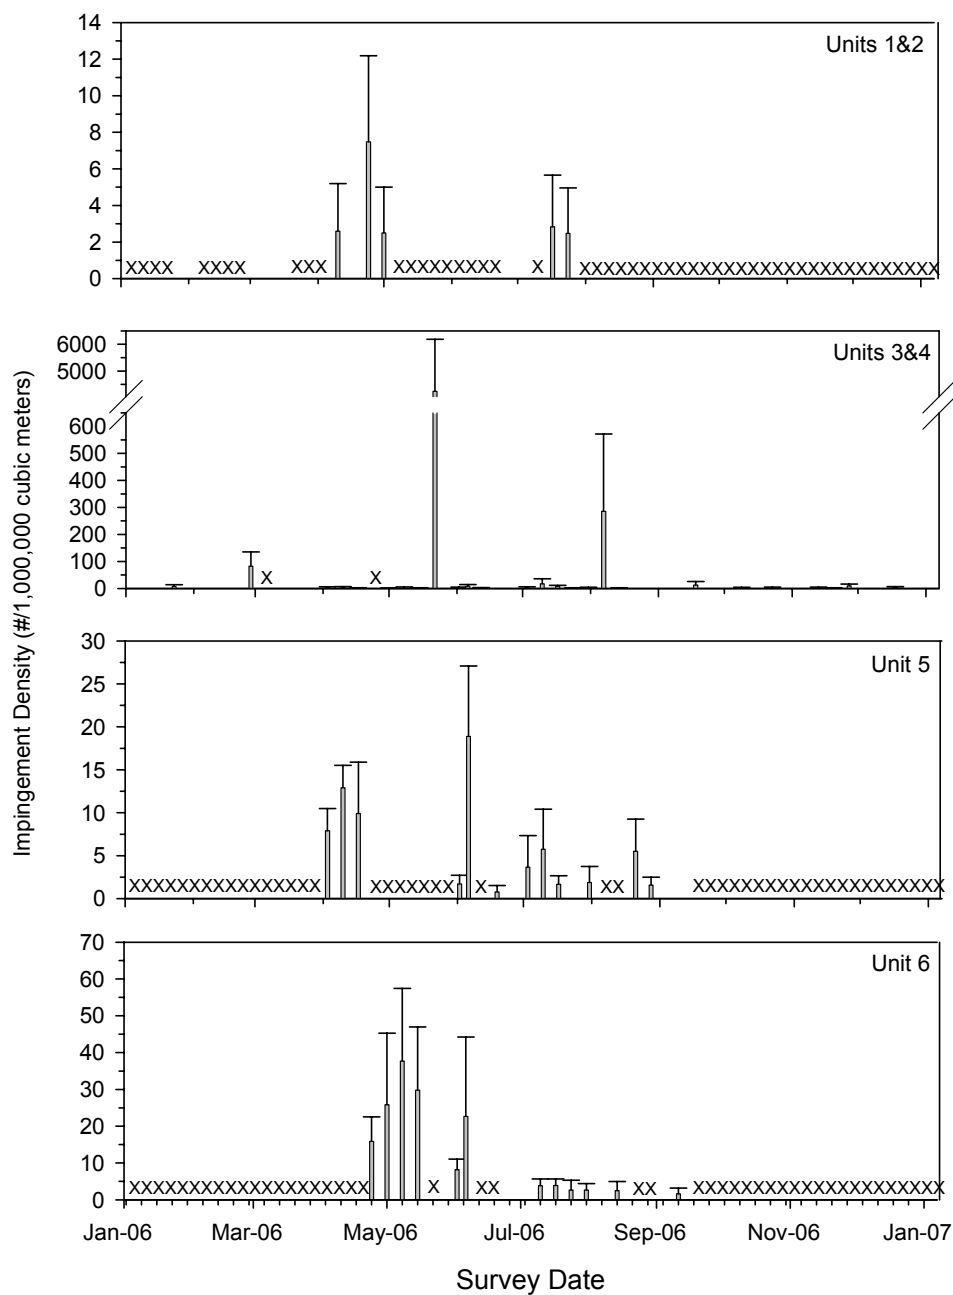 Impingement Density (#/1,000,000 cubic meters)
Units 1&2
14
12
10
8
6
4
2
0
XXXX XXXX XXX XXXXXXXXX X XXXXXXXXXXXXXXXXXXXXXXXXXXXXXX
Units 3&4
6000
5000
600
500
400
300
200
100
0
X X
Unit 5
30
25
20
15
10
5
0
XXXXXXXXXXXXXXXX XXXXXXX X XX XXXXXXXXXXXXXXXXXXXXX
Unit 6
70
60
50
40
30
20
10
0
XXXXXXXXXXXXXXXXXXXX X XX XX XXXXXXXXXXXXXXXXXXXXX
Jan-06 Mar-06 May-06 Jul-06 Sep-06 Nov-06 Jan-07
Survey Date